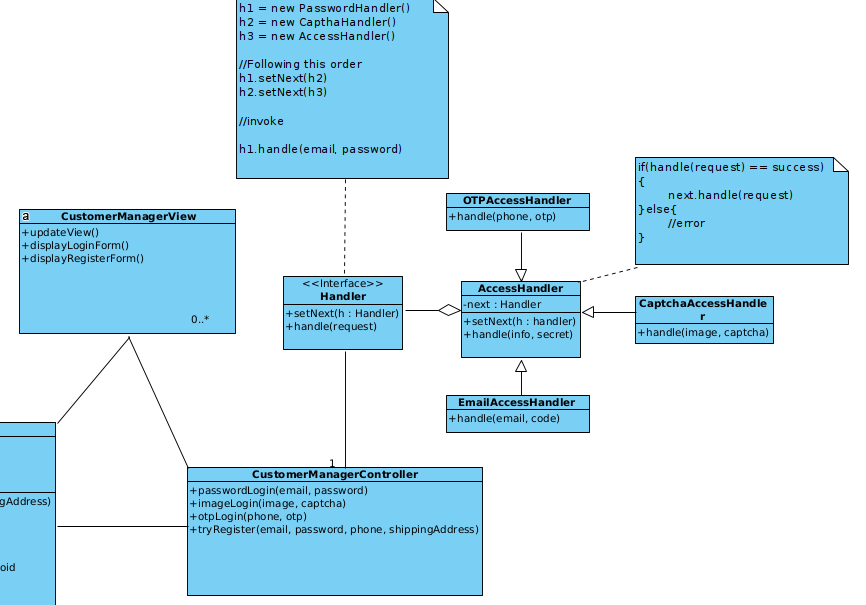 h1 = new PasswordHandler()
h2 = new CapthaHandler()
h3 = new AccessHandler()
//Following this order
h1.setNext(h2)
h2.setNext(h3)
//invoke
h1.handle(email, password)
if(handle(request) == success)
{
next.handle(request)
}else{
//error
}
OTPAccessHandler
+handle(phone, otp)
a
CustomerManagerView
+updateView()
+displayLoginForm()
+displayRegisterForm()
0..*
<<Interface>>
Handler
+setNext(h : Handler)
+handle(request)
AccessHandler
-next : Handler
+setNext(h : handler)
+handle(info, secret)
CaptchaAccessHandle
r
+handle(image, captcha)
EmailAccessHandler
+handle(email, code)
1
CustomerManagerController
+passwordLogin(email, password)
+imageLogin(image, captcha)
+otpLogin(phone, otp)
+tryRegister(email, password, phone, shippingAddress)
gAddress)
oid